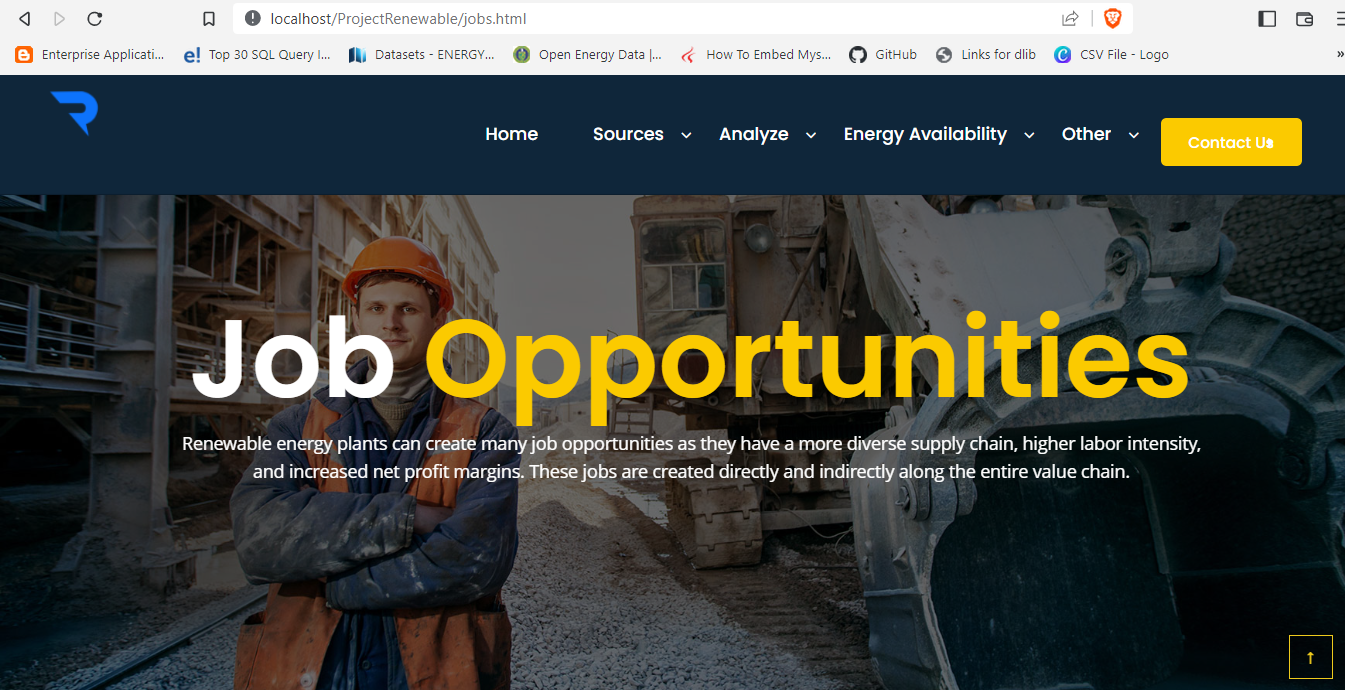 localhost/ProjectRenewable/jobs.html
Enterprise Applicati... Top 30 SQL Query I... Datasets - ENERGY... Open Energy Data |... How To Embed Mys... GitHub Links for dlib CSV File - Logo »
Home Sources Analyze Energy Availability Other Contact Us
Job Opportunities
Renewable energy plants can create many job opportunities as they have a more diverse supply chain, higher labor intensity,
and increased net profit margins. These jobs are created directly and indirectly along the entire value chain.